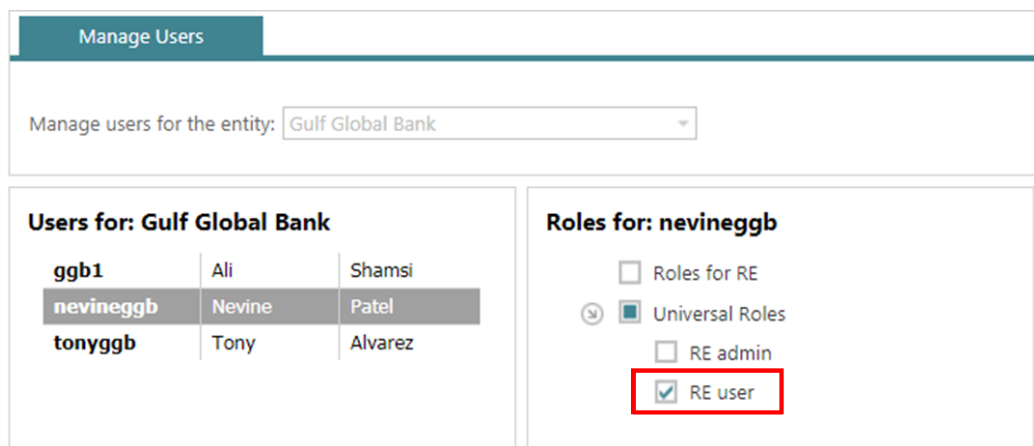 Manage Users
Manage users for the entity: Gulf Global Bank
Users for: Gulf Global Bank
ggb1 Ali Shamsi
nevineggb Nevine Patel
tonyggb Tony Alvarez
Roles for: nevineggb
Roles for RE
Universal Roles
RE admin
RE user